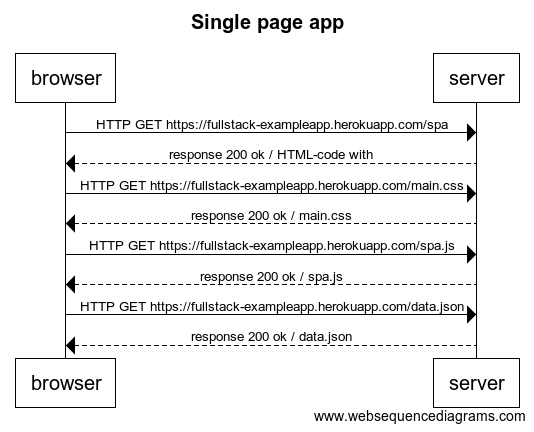 Single page app
browser server
HTTP GET https://fullstack-exampleapp.herokuapp.com/spa
response 200 ok / HTML-code with
HTTP GET https://fullstack-exampleapp.herokuapp.com/main.css
response 200 ok / main.css
HTTP GET https://fullstack-exampleapp.herokuapp.com/spa.js
response 200 ok / spa.js
HTTP GET https://fullstack-exampleapp.herokuapp.com/data.json
response 200 ok / data.json
browser server
www.websequencediagrams.com